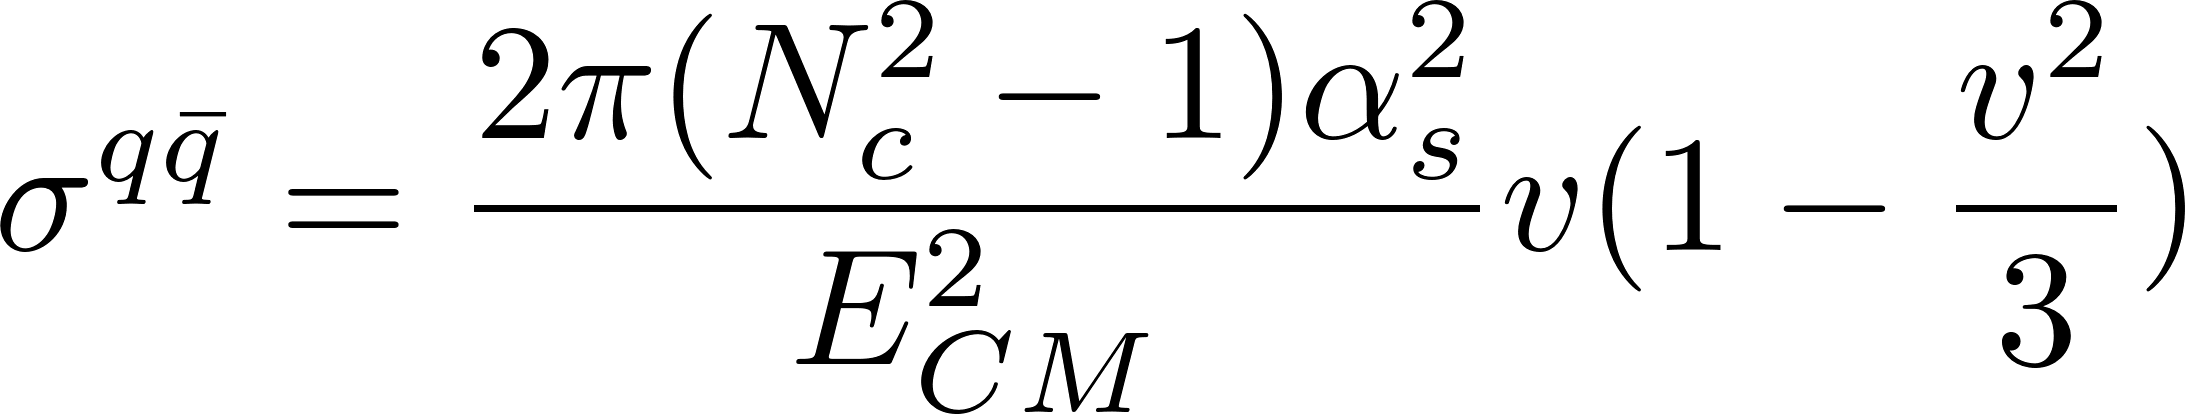 σ^{q\bar{q}} = \frac{2π(N_c^2 − 1)α_s^2}{E_{CM}^2} v(1 − \frac{v^2}{3})